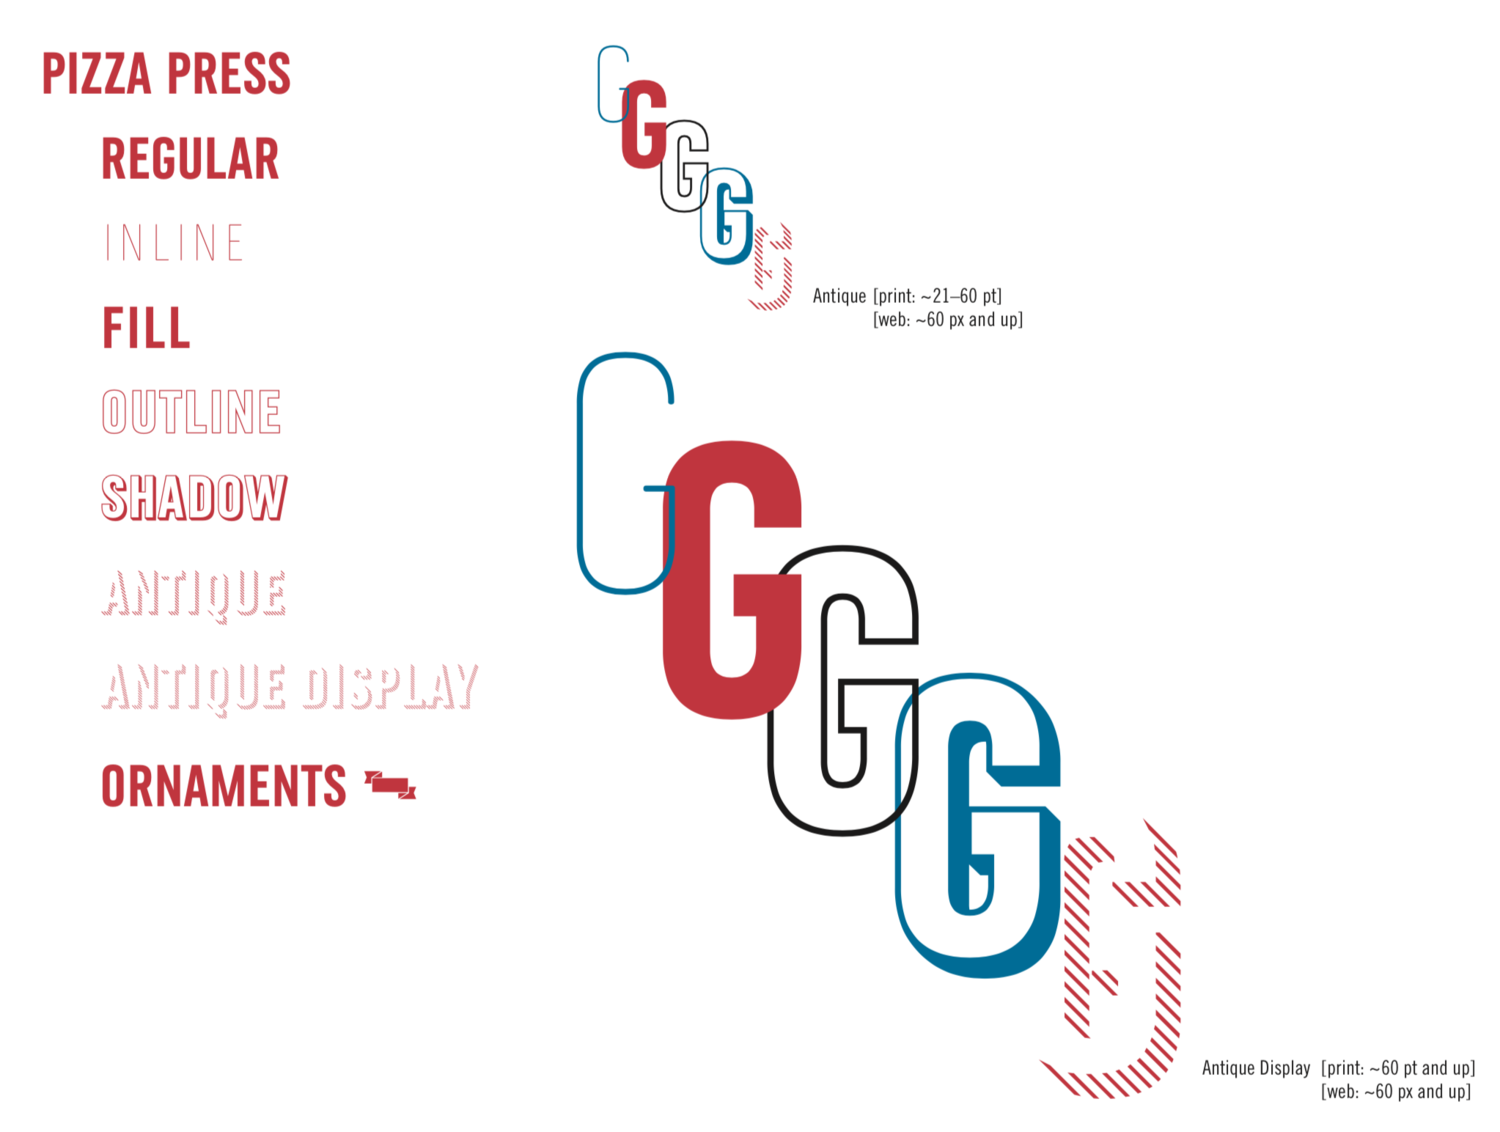 PIZZA PRESS
REGULAR
INLINE
FILL
OUTLINE
SHADOW
ANTIQUE
ANTIQUE DISPLAY
ORNAMENTS
G
G
G
G
G
Antique [print: ~21–60 pt]
[web: ~60 px and up]
G
G
G
G
G
Antique Display [print: ~60 pt and up]
[web: ~60 px and up]